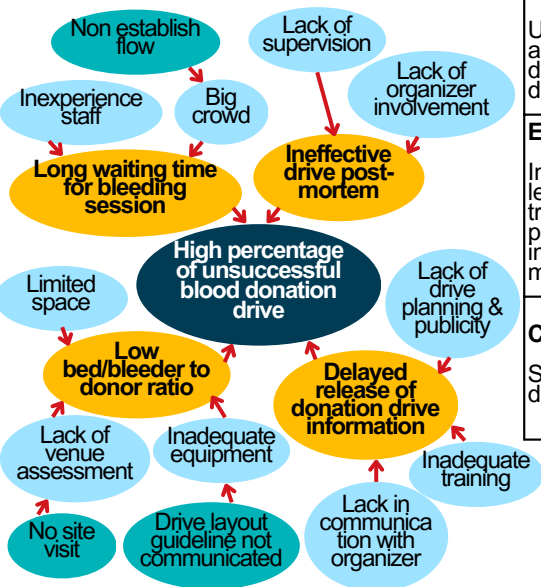 Non establish
flow
Lack of
supervision
Lack of
organizer
involvement
Inexperience
staff
Big
crowd
Long waiting time
for bleeding
session
Ineffective
drive post-
mortem
High percentage
of unsuccessful
blood donation
drive
Limited
space
Lack of
drive
planning &
publicity
Low
bed/bleeder to
donor ratio
Delayed
release of
donation drive
information
Lack of
venue
assessment
Inadequate
equipment
Inadequate
training
No site
visit
Drive layout
guideline not
communicated
Lack in
communica
tion with
organizer